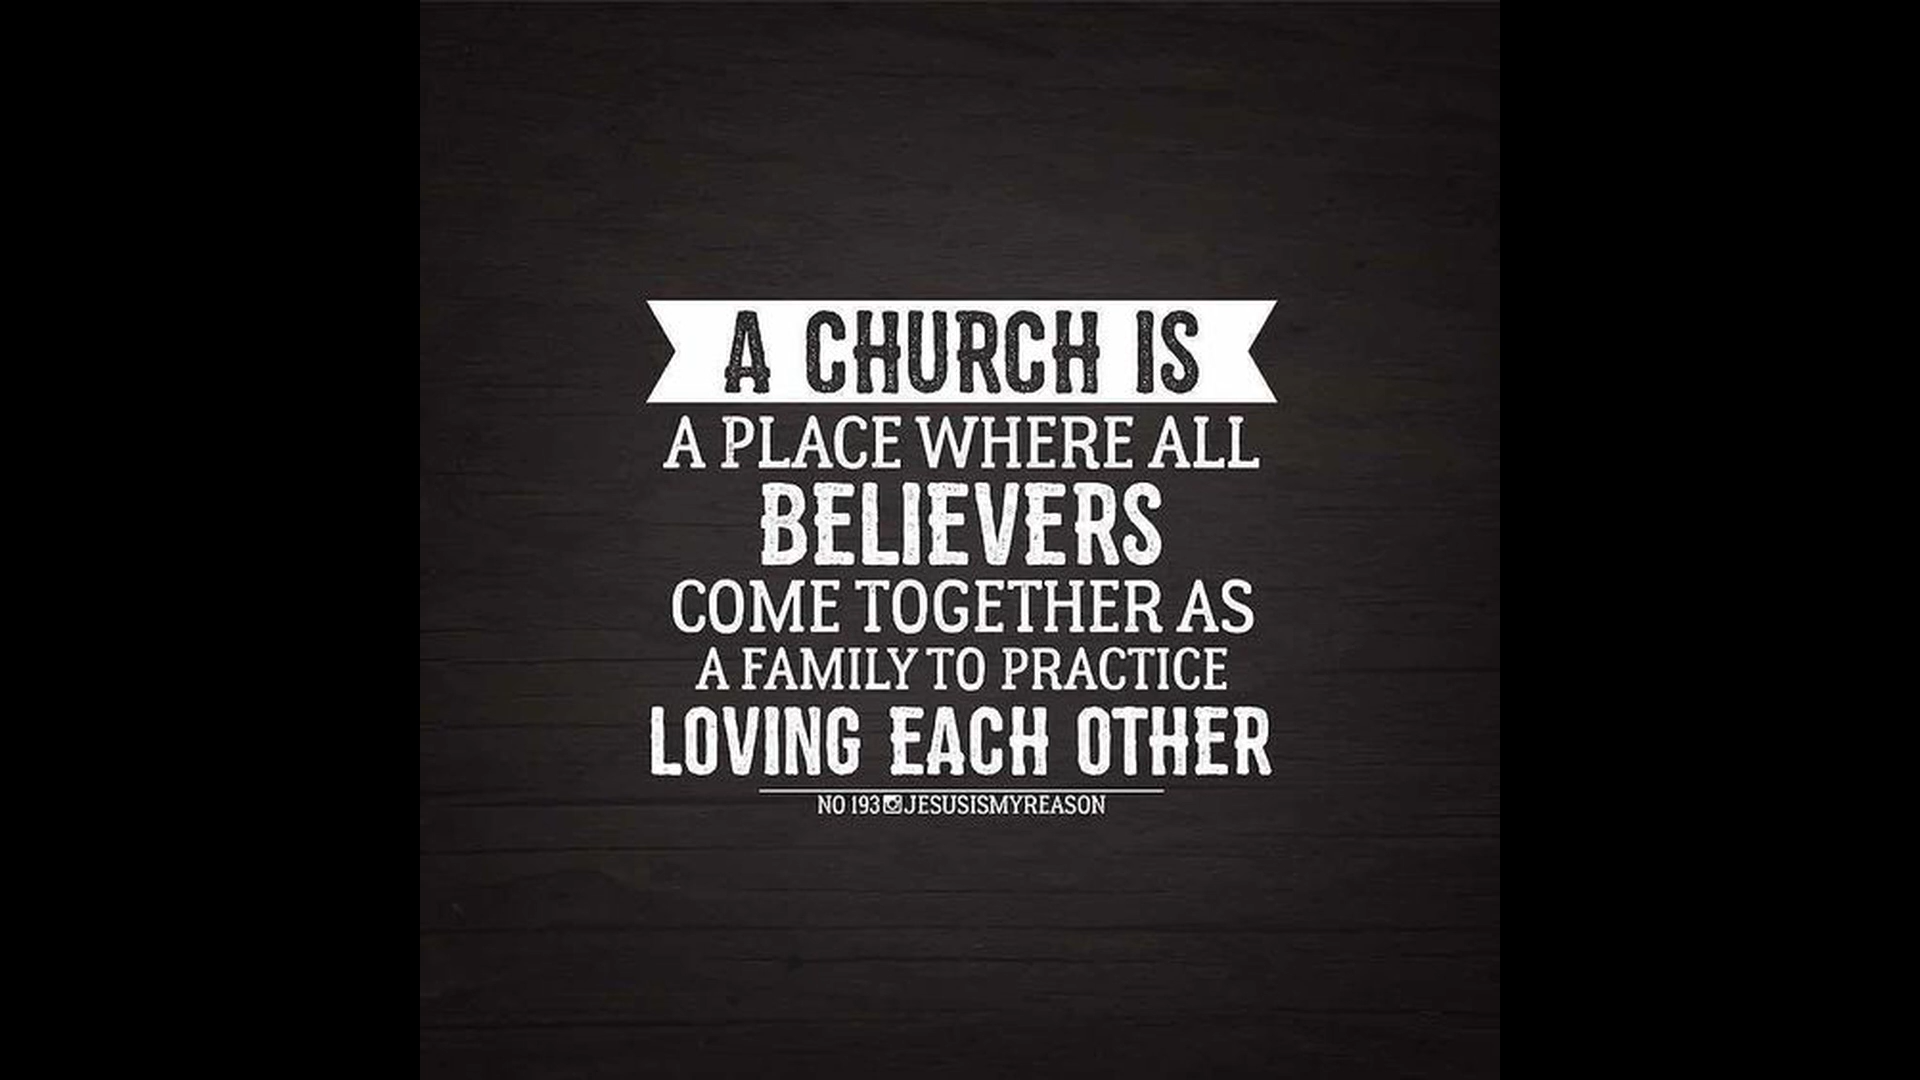 A CHURCH IS
A PLACE WHERE ALL
BELIEVERS
COME TOGETHER AS
A FAMILY TO PRACTICE
LOVING EACH OTHER
NO 193 JESUSISMYREASON